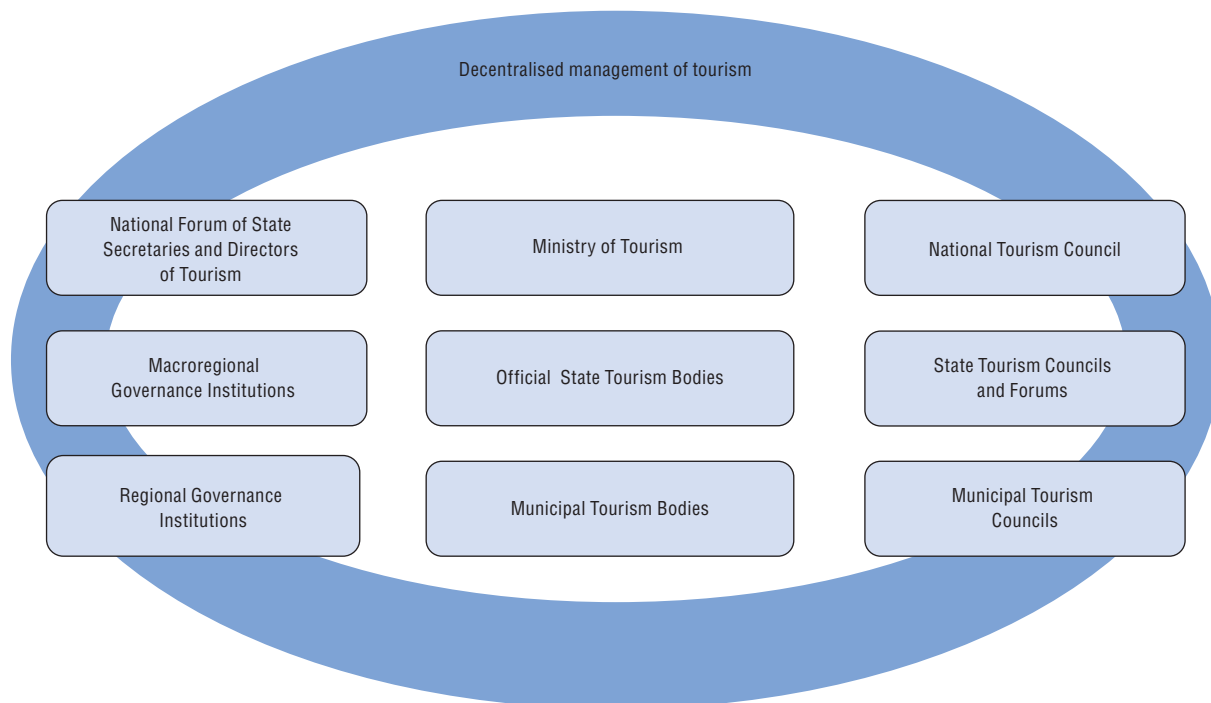 Decentralised management of tourism
National Forum of State
Secretaries and Directors
of Tourism
Ministry of Tourism
National Tourism Council
Macroregional
Governance Institutions
Official State Tourism Bodies
State Tourism Councils
and Forums
Regional Governance
Institutions
Municipal Tourism Bodies
Municipal Tourism
Councils